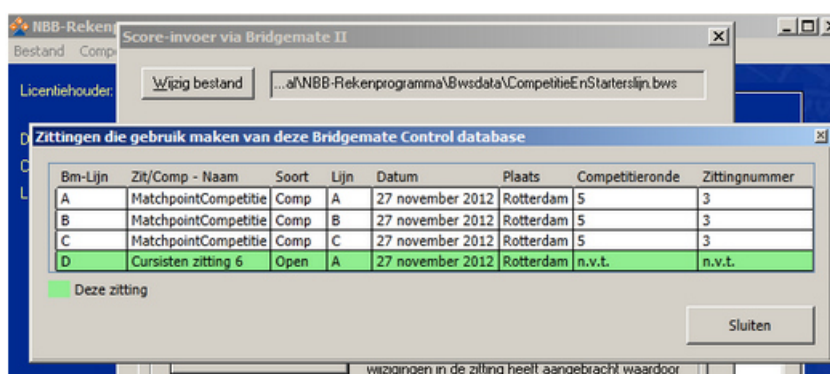 NBB-Reken
Score-invoer via Bridgemate II
Bestand Comp
Licentiehouder:
Wijzig bestand ...al\NBB-Rekenprogramma\Bwsdata\CompetitieEnStarterslijn.bws
Zittingen die gebruik maken van deze Bridgemate Control database
Bm-Lijn Zit/Comp - Naam Soort Lijn Datum Plaats Competitieronde Zittingnummer
A MatchpointCompetitie Comp A 27 november 2012 Rotterdam 5 3
B MatchpointCompetitie Comp B 27 november 2012 Rotterdam 5 3
C MatchpointCompetitie Comp C 27 november 2012 Rotterdam 5 3
D Cursisten zitting 6 Open A 27 november 2012 Rotterdam n.v.t. n.v.t.
Deze zitting
Sluiten
wijzigingen in de zitting heeft aangebracht waardoor